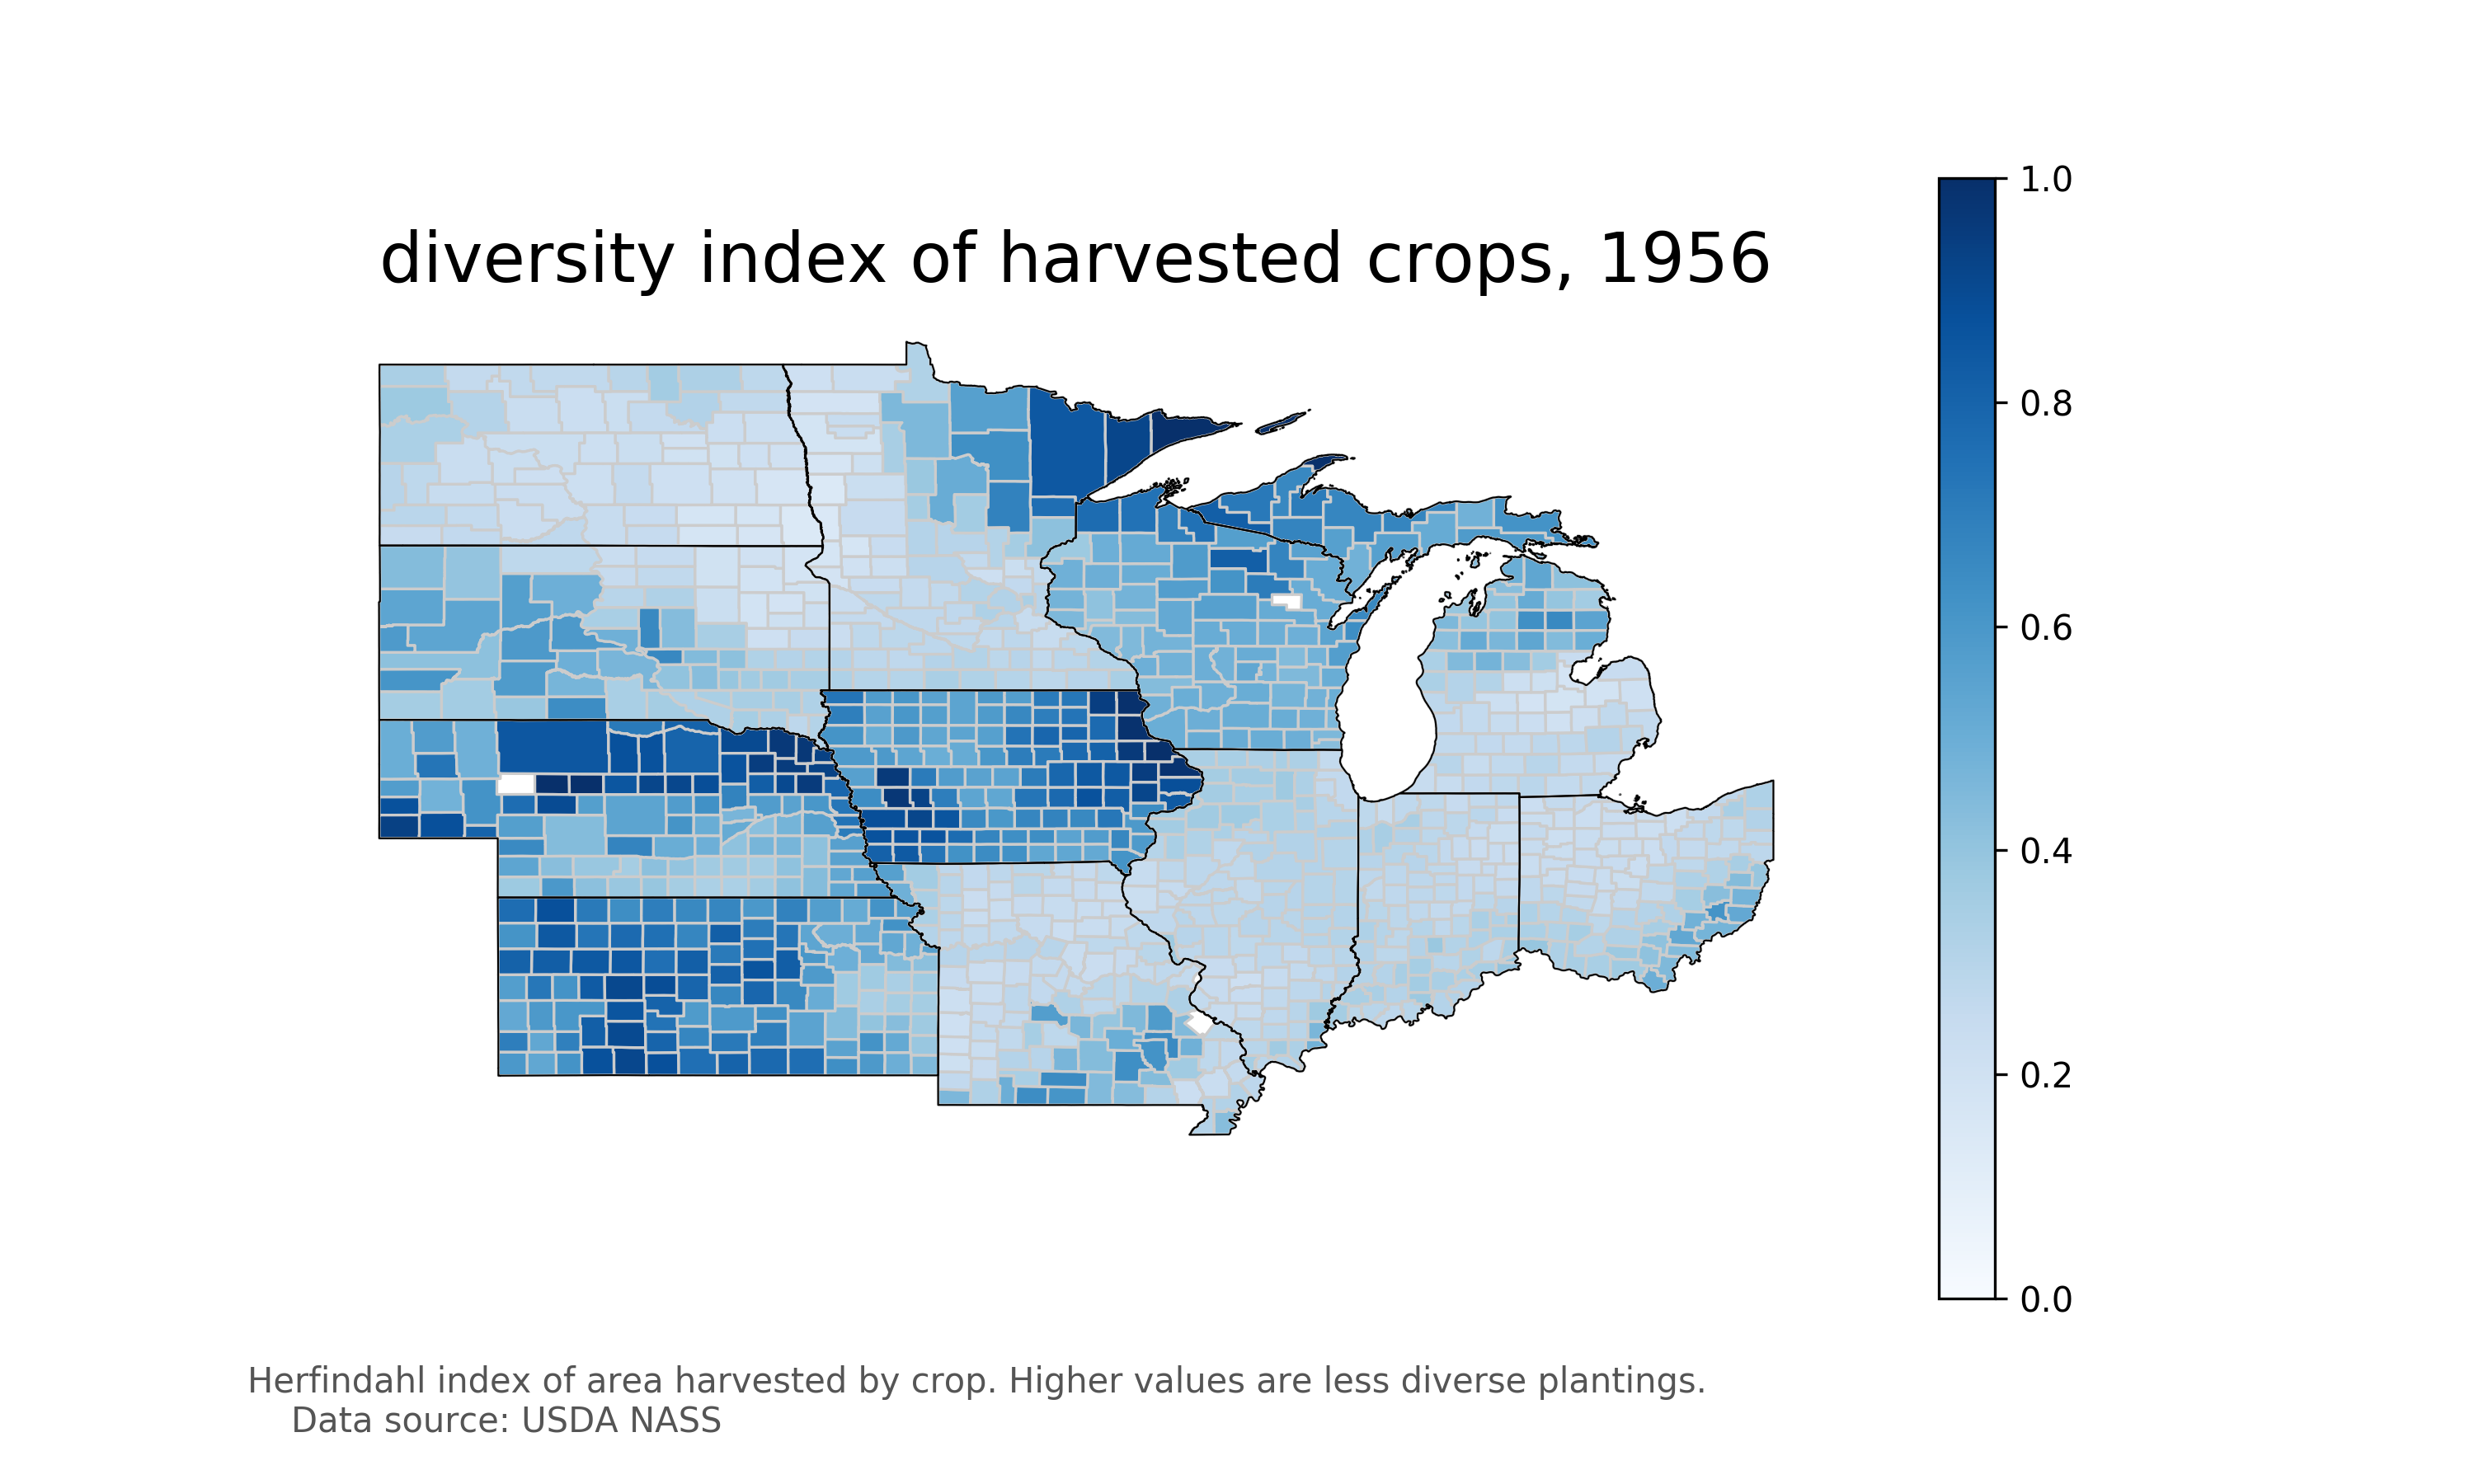 diversity index of harvested crops, 1956
1.0
0.8
0.6
0.4
0.2
0.0
Herfindahl index of area harvested by crop. Higher values are less diverse plantings.
Data source: USDA NASS